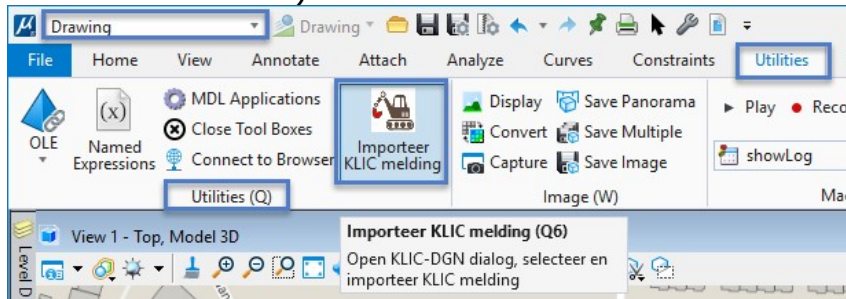 Drawing Drawing
File Home View Annotate Attach Analyze Curves Constraints Utilities
OLE
Named
Expressions
MDL Applications
Close Tool Boxes
Connect to Browser
Importeer
KLIC melding
Display Save Panorama
Convert Save Multiple
Capture Save Image
Play Reco
showLog
Utilities (Q) Image (W) Ma
View 1 - Top, Model 3D
Importeer KLIC melding (Q6)
Open KLIC-DGN dialog, selecteer en
importeer KLIC melding
Level D